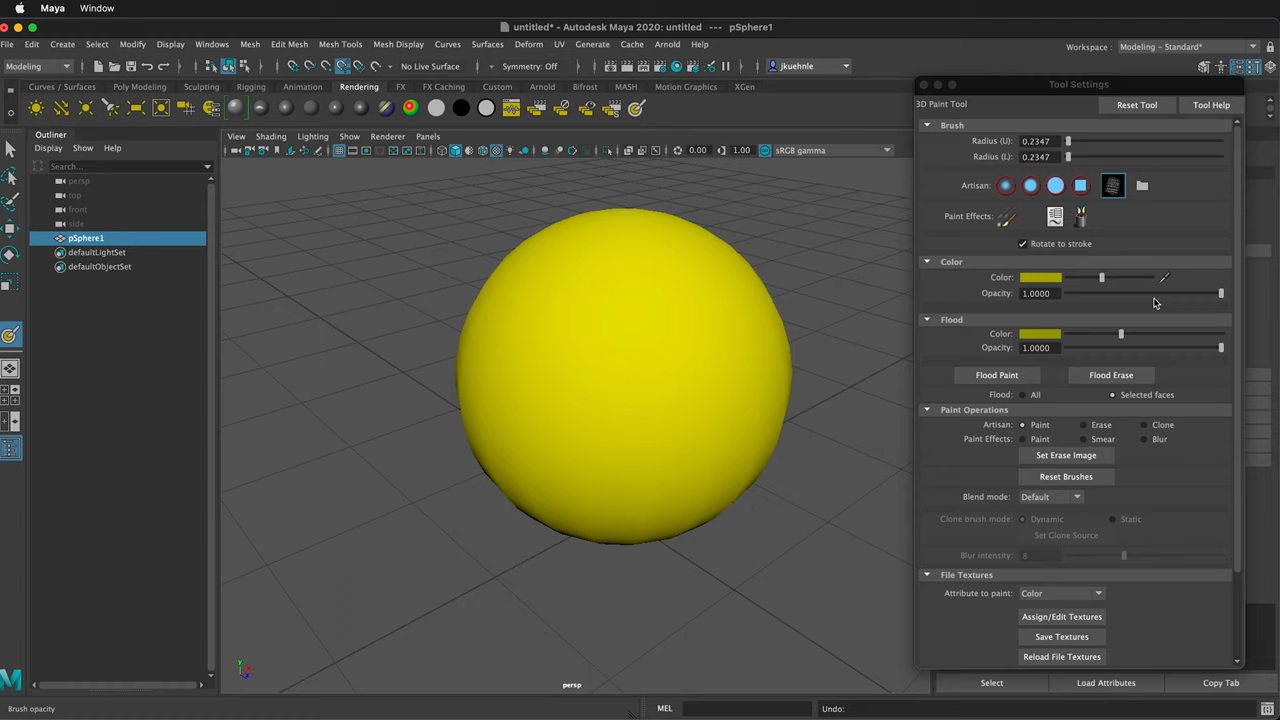 Maya Window
untitled* - Autodesk Maya 2020: untitled --- pSphere1
File Edit Create Select Modify Display Windows Mesh Edit Mesh Mesh Tools Mesh Display Curves Surfaces Deform UV Generate Cache Arnold Help
Workspace : Modeling - Standard*
Modeling No Live Surface Symmetry: Off jkuehnle
Curves / Surfaces Poly Modeling Sculpting Rigging Animation Rendering FX FX Caching Custom Arnold Bifrost MASH Motion Graphics XGen
Tool Settings
3D Paint Tool Reset Tool Tool Help
Outliner
Display Show Help
Search...
persp
top
front
side
pSphere1
defaultLightSet
defaultObjectSet
View Shading Lighting Show Renderer Panels
0.00 1.00 sRGB gamma
persp
Brush
Radius (U): 0.2347
Radius (L): 0.2347
Artisan:
Paint Effects:
Rotate to stroke
Color
Color:
Opacity: 1.0000
Flood
Color:
Opacity: 1.0000
Flood Paint Flood Erase
Flood: All Selected faces
Paint Operations
Artisan: Paint Erase Clone
Paint Effects: Paint Smear Blur
Set Erase Image
Reset Brushes
Blend mode: Default
Clone brush mode: Dynamic Static
Set Clone Source
Blur intensity: 8
File Textures
Attribute to paint: Color
Assign/Edit Textures
Save Textures
Reload File Textures
Select Load Attributes Copy Tab
Brush opacity MEL Undo: